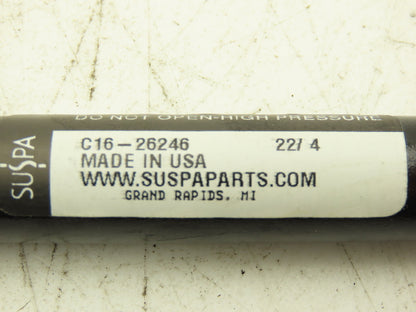 DO NOT OPEN-HIGH PRESSURE
SUSPA
C16-26246 22/ 4
MADE IN USA
WWW.SUSPAPARTS.COM
GRAND RAPIDS, MI